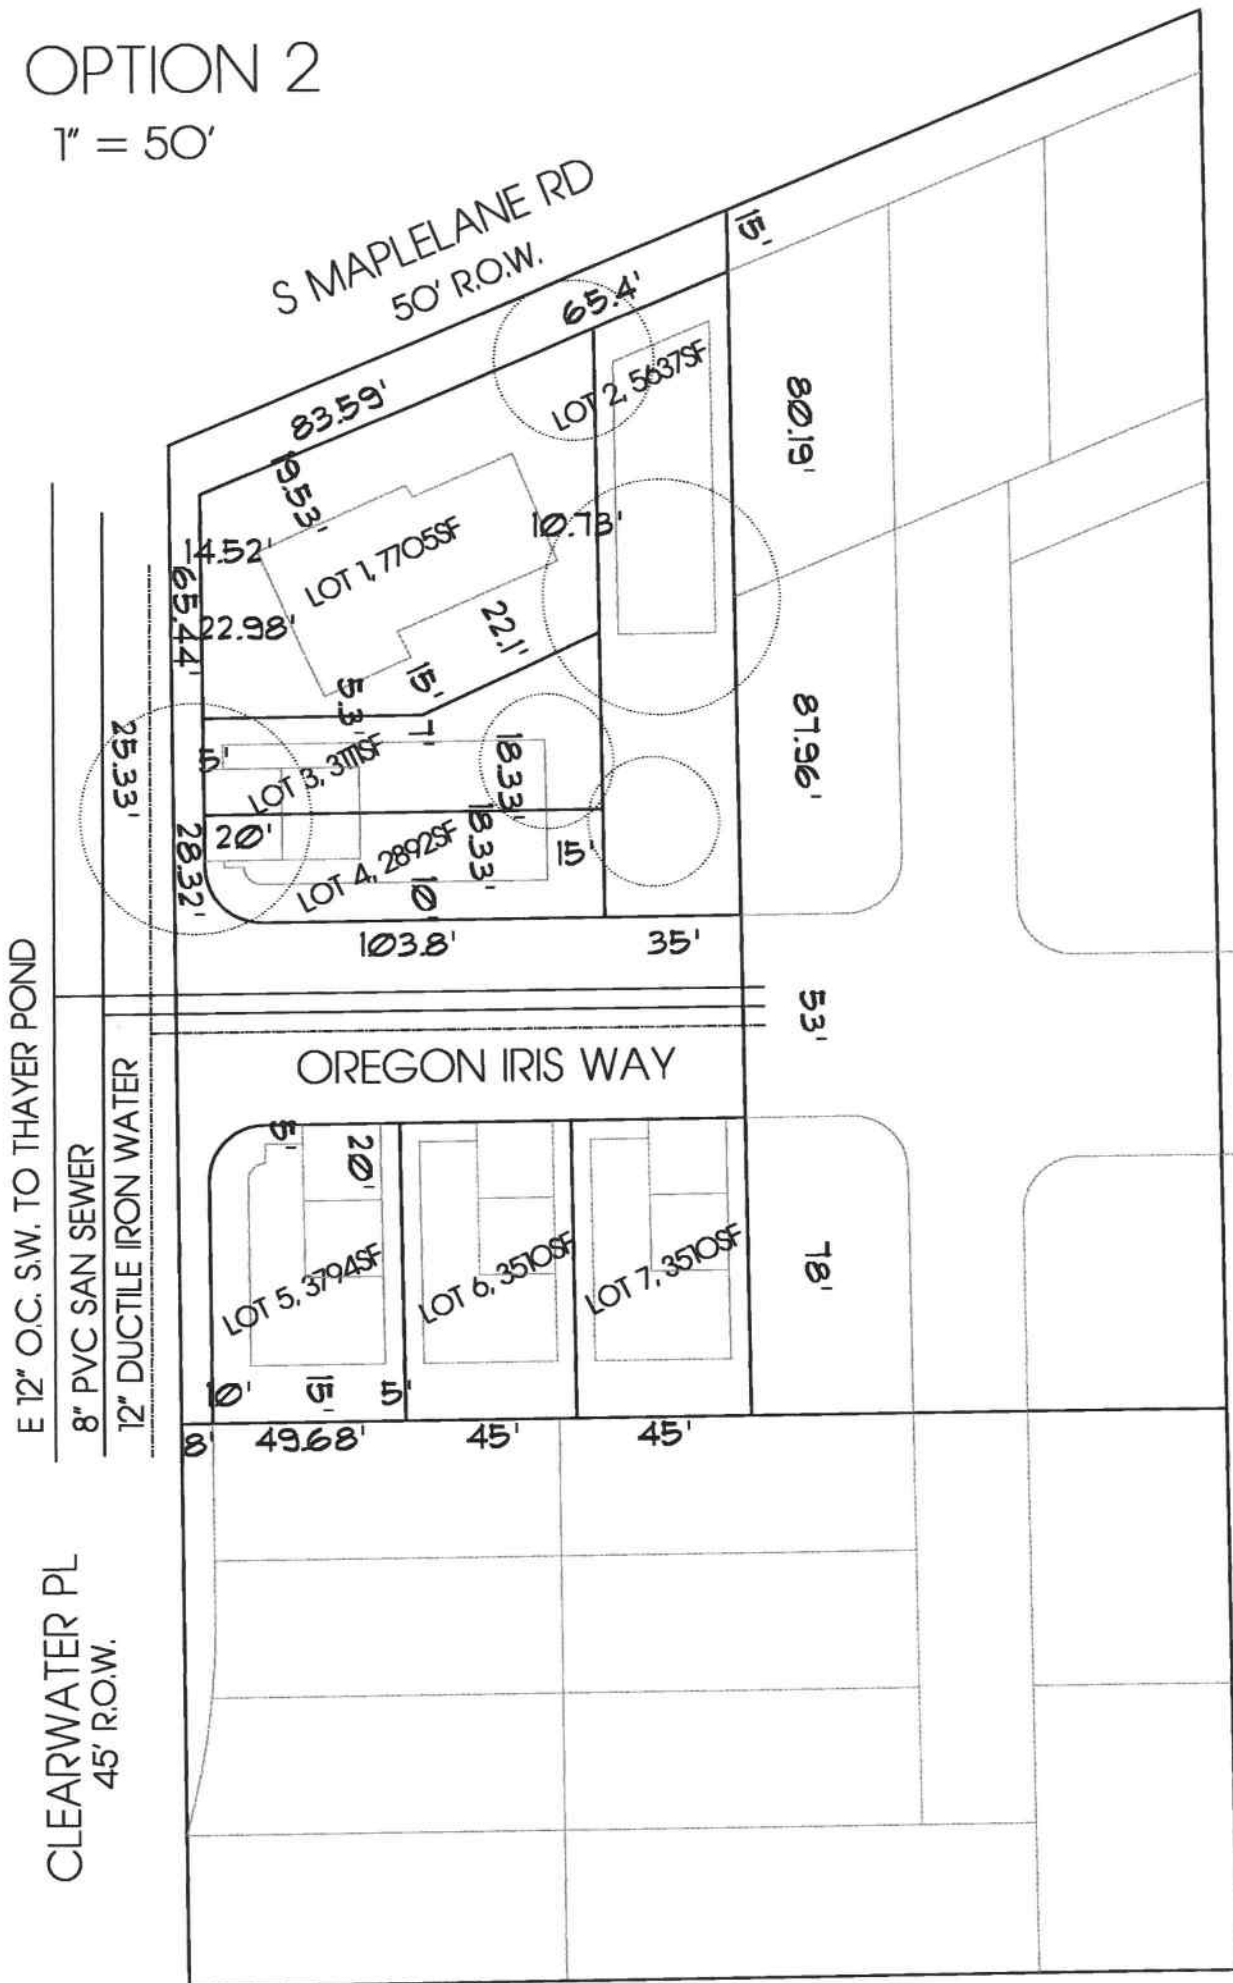 OPTION 2
1" = 50'
S MAPLELANE RD
50' R.O.W.
15'
65.4'
83.59'
LOT 2, 5637SF
19.53'
80.19'
10.73'
14.52'
LOT 1, 7705SF
65.44'
22.98'
22.1'
15'
5.3'
7'
25.33'
5'
18.33'
87.96'
LOT 3, 3111SF
20'
28.32'
LOT 4, 2892SF
18.33'
15'
10'
103.8'
35'
53'
E 12" O.C. S.W. TO THAYER POND
8" PVC SAN SEWER
12" DUCTILE IRON WATER
OREGON IRIS WAY
5'
20'
LOT 5, 3794SF
LOT 6, 3510SF
LOT 7, 3510SF
78'
10'
15'
5'
8'
49.68'
45'
45'
CLEARWATER PL
45' R.O.W.